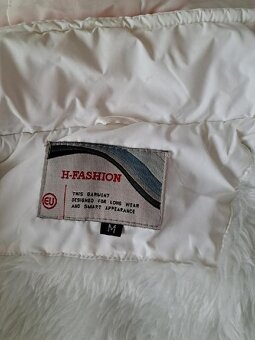 H-FASHION
EU
THIS GARMENT
DESIGNED FOR LONG WEAR
AND SMART APPEARANCE
M